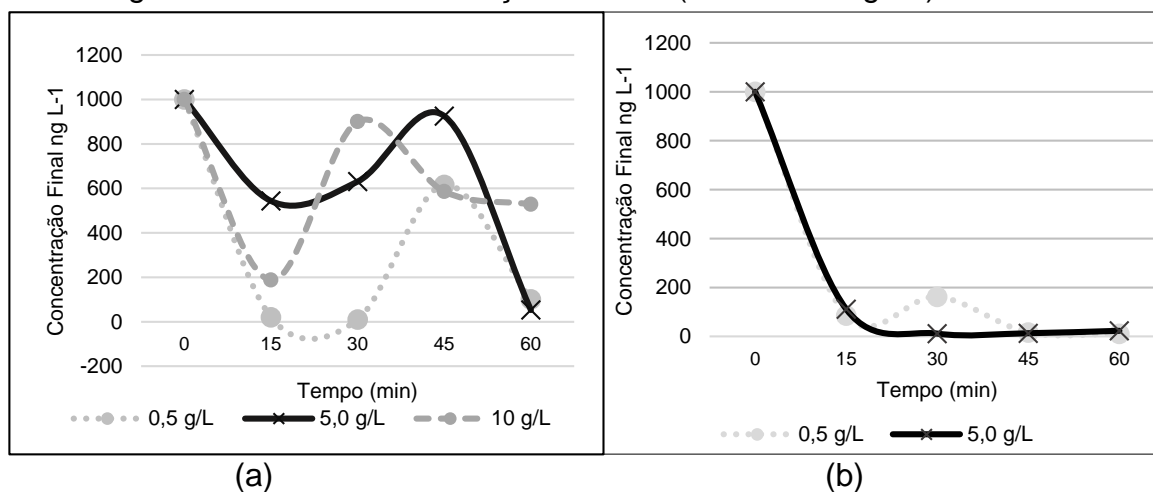 1200
1000
800
600
400
200
0
-200
Concentração Final ng L-1
0 15 30 45 60
Tempo (min)
0,5 g/L 5,0 g/L 10 g/L
(a)
1200
1000
800
600
400
200
0
Concentração Final ng L-1
0 15 30 45 60
Tempo (min)
0,5 g/L 5,0 g/L
(b)